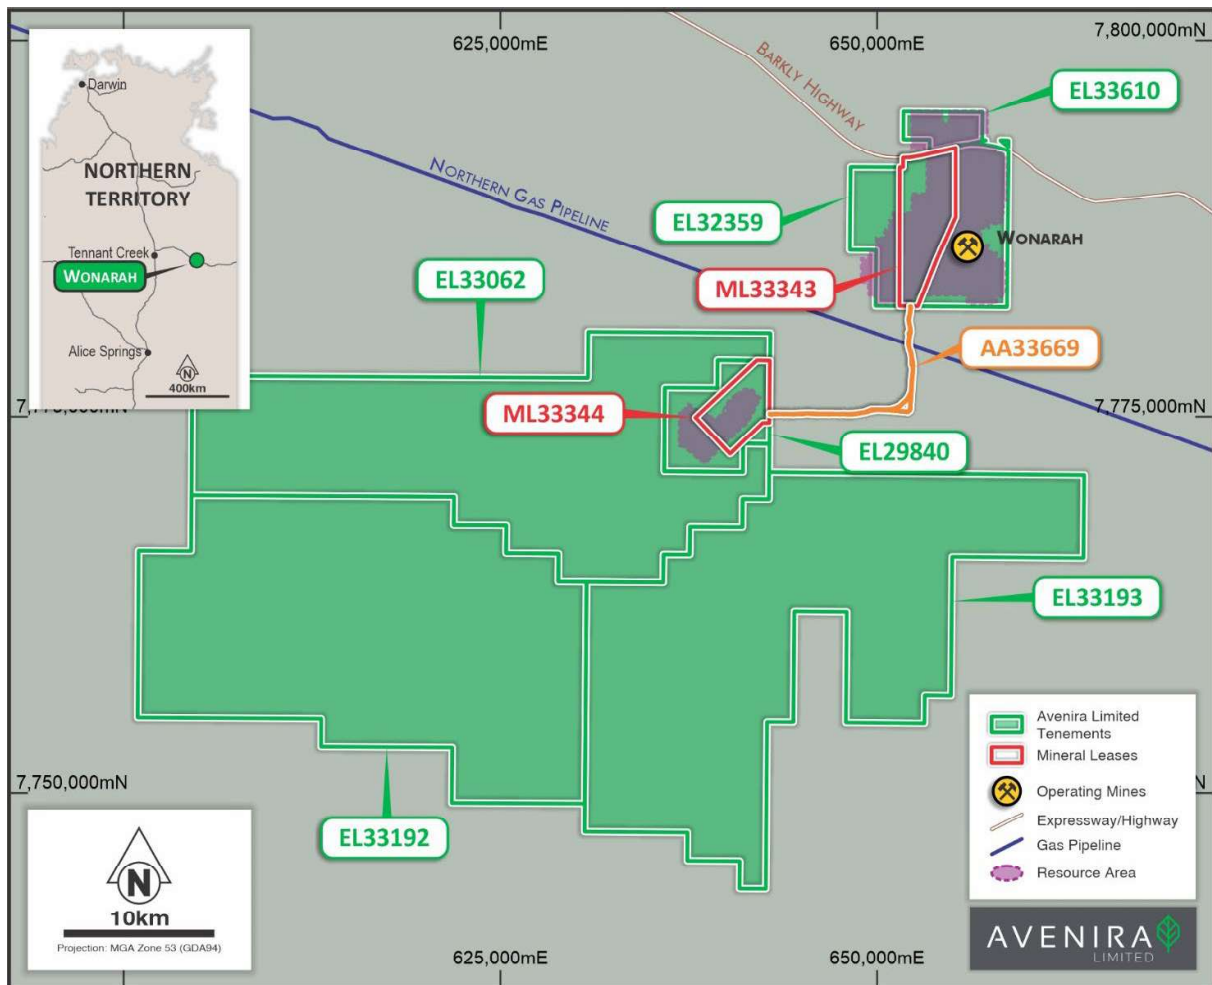 625,000mE
650,000mE
7,800,000mN
Darwin
NORTHERN
TERRITORY
Tennant Creek
WONARAH
Alice Springs
N
400km
BARKLY HIGHWAY
NORTHERN GAS PIPELINE
EL33610
EL32359
WONARAH
EL33062
ML33343
AA33669
7,775,000mN
ML33344
EL29840
EL33193
7,750,000mN
EL33192
Avenira Limited
Tenements
Mineral Leases
Operating Mines
Expressway/Highway
Gas Pipeline
Resource Area
N
10km
Projection: MGA Zone 53 (GDA94)
625,000mE
650,000mE
AVENIRA
LIMITED